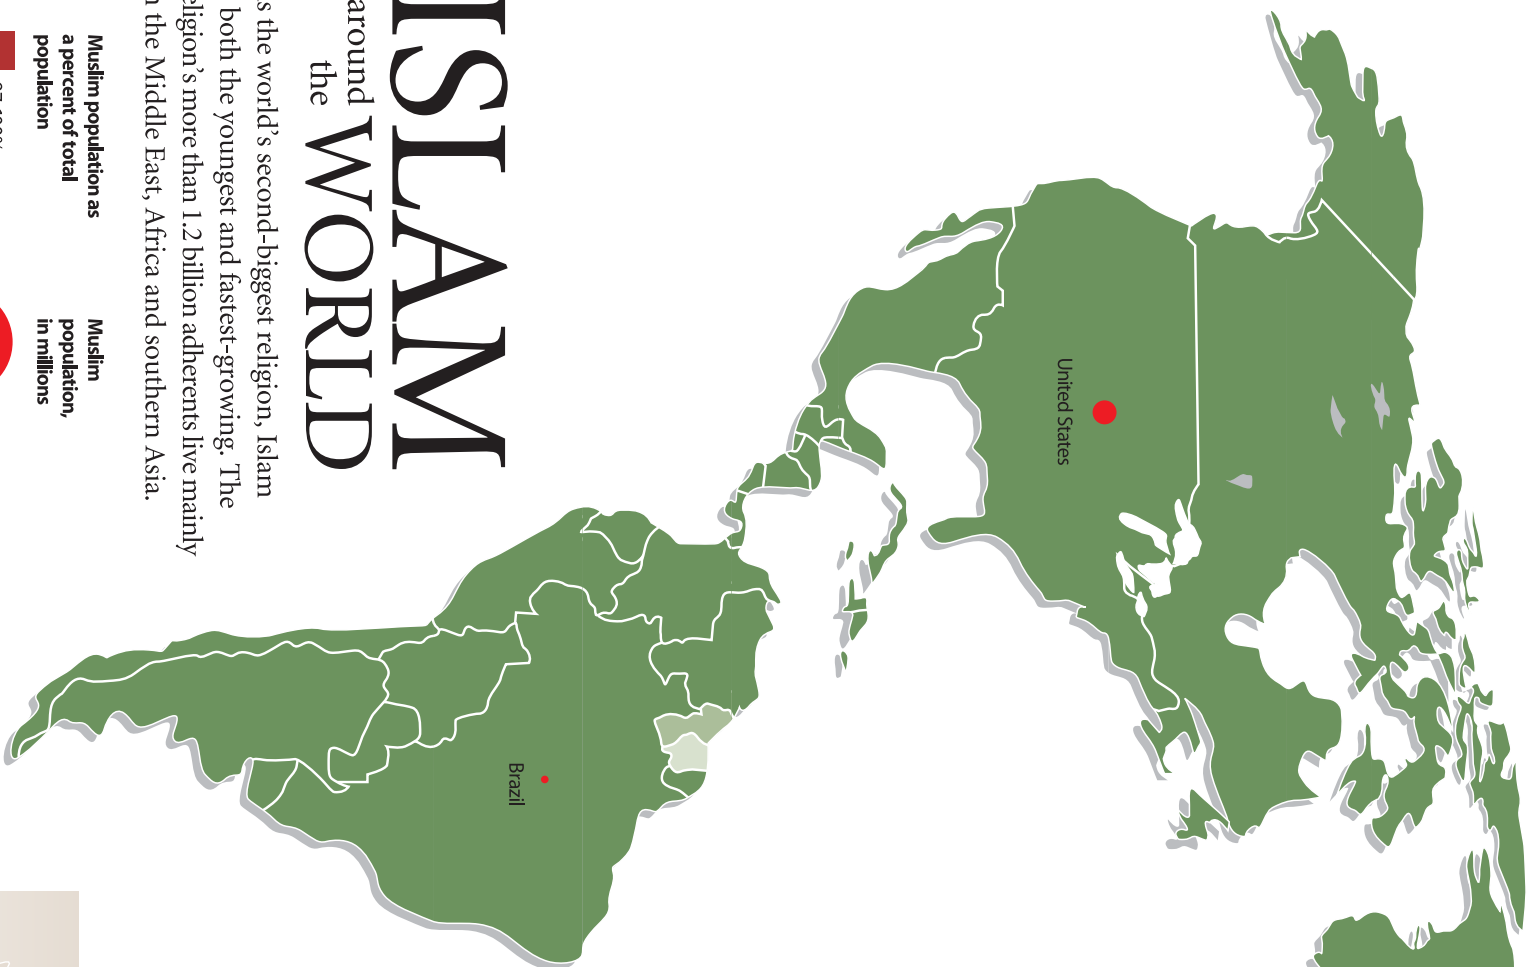 ISLAM
around
the WORLD
s the world's second-biggest religion, Islam
both the youngest and fastest-growing. The
eligion's more than 1.2 billion adherents live mainly
the Middle East, Africa and southern Asia.
Muslim population as
a percent of total
population
Muslim
population,
in millions
United States
Brazil